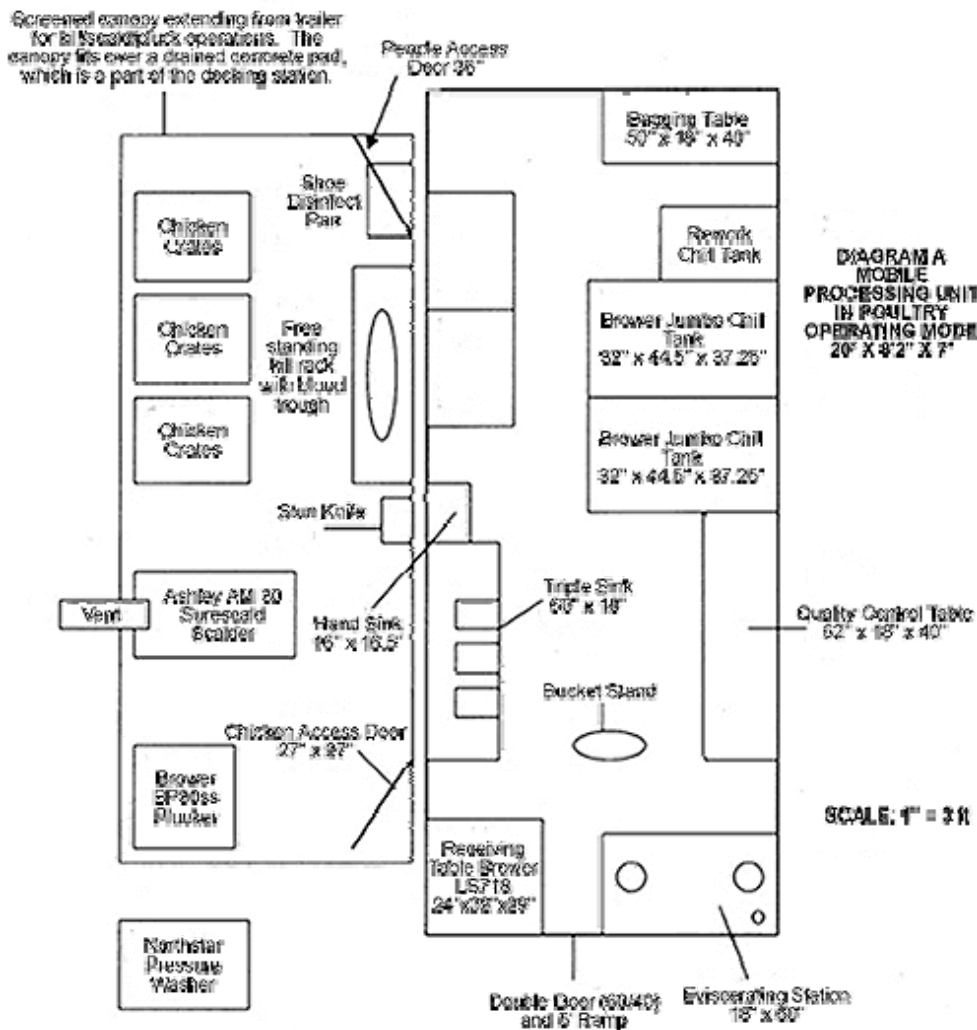 Screened canopy extending from trailer
for kill/scald/pluck operations. The
canopy fits over a drained concrete pad,
which is a part of the docking station.
People Access
Door 36"
Bagging Table
50" x 18" x 40"
Shoe
Disinfect
Pan
Chicken
Crates
Rework
Chill Tank
DIAGRAM A
MOBILE
PROCESSING UNIT
IN POULTRY
OPERATING MODE
20' X 8'2" X 7'
Chicken
Crates
Free
standing
kill rack
with blood
trough
Brower Jumbo Chill
Tank
32" x 44.5" x 37.25"
Chicken
Crates
Brower Jumbo Chill
Tank
32" x 44.5" x 37.25"
Stun Knife
Vent
Ashley AM 30
Surescald
Scalder
Hand Sink
16" x 16.5"
Triple Sink
60" x 18"
Quality Control Table
62" x 18" x 40"
Bucket Stand
Chicken Access Door
27" x 27"
Brower
Plucker
SCALE: 1" = 3 ft
Receiving
Table Brower
LS718
Northstar
Pressure
Washer
Double Door (60/40)
and 6' Ramp
Eviscerating Station
18" x 60"